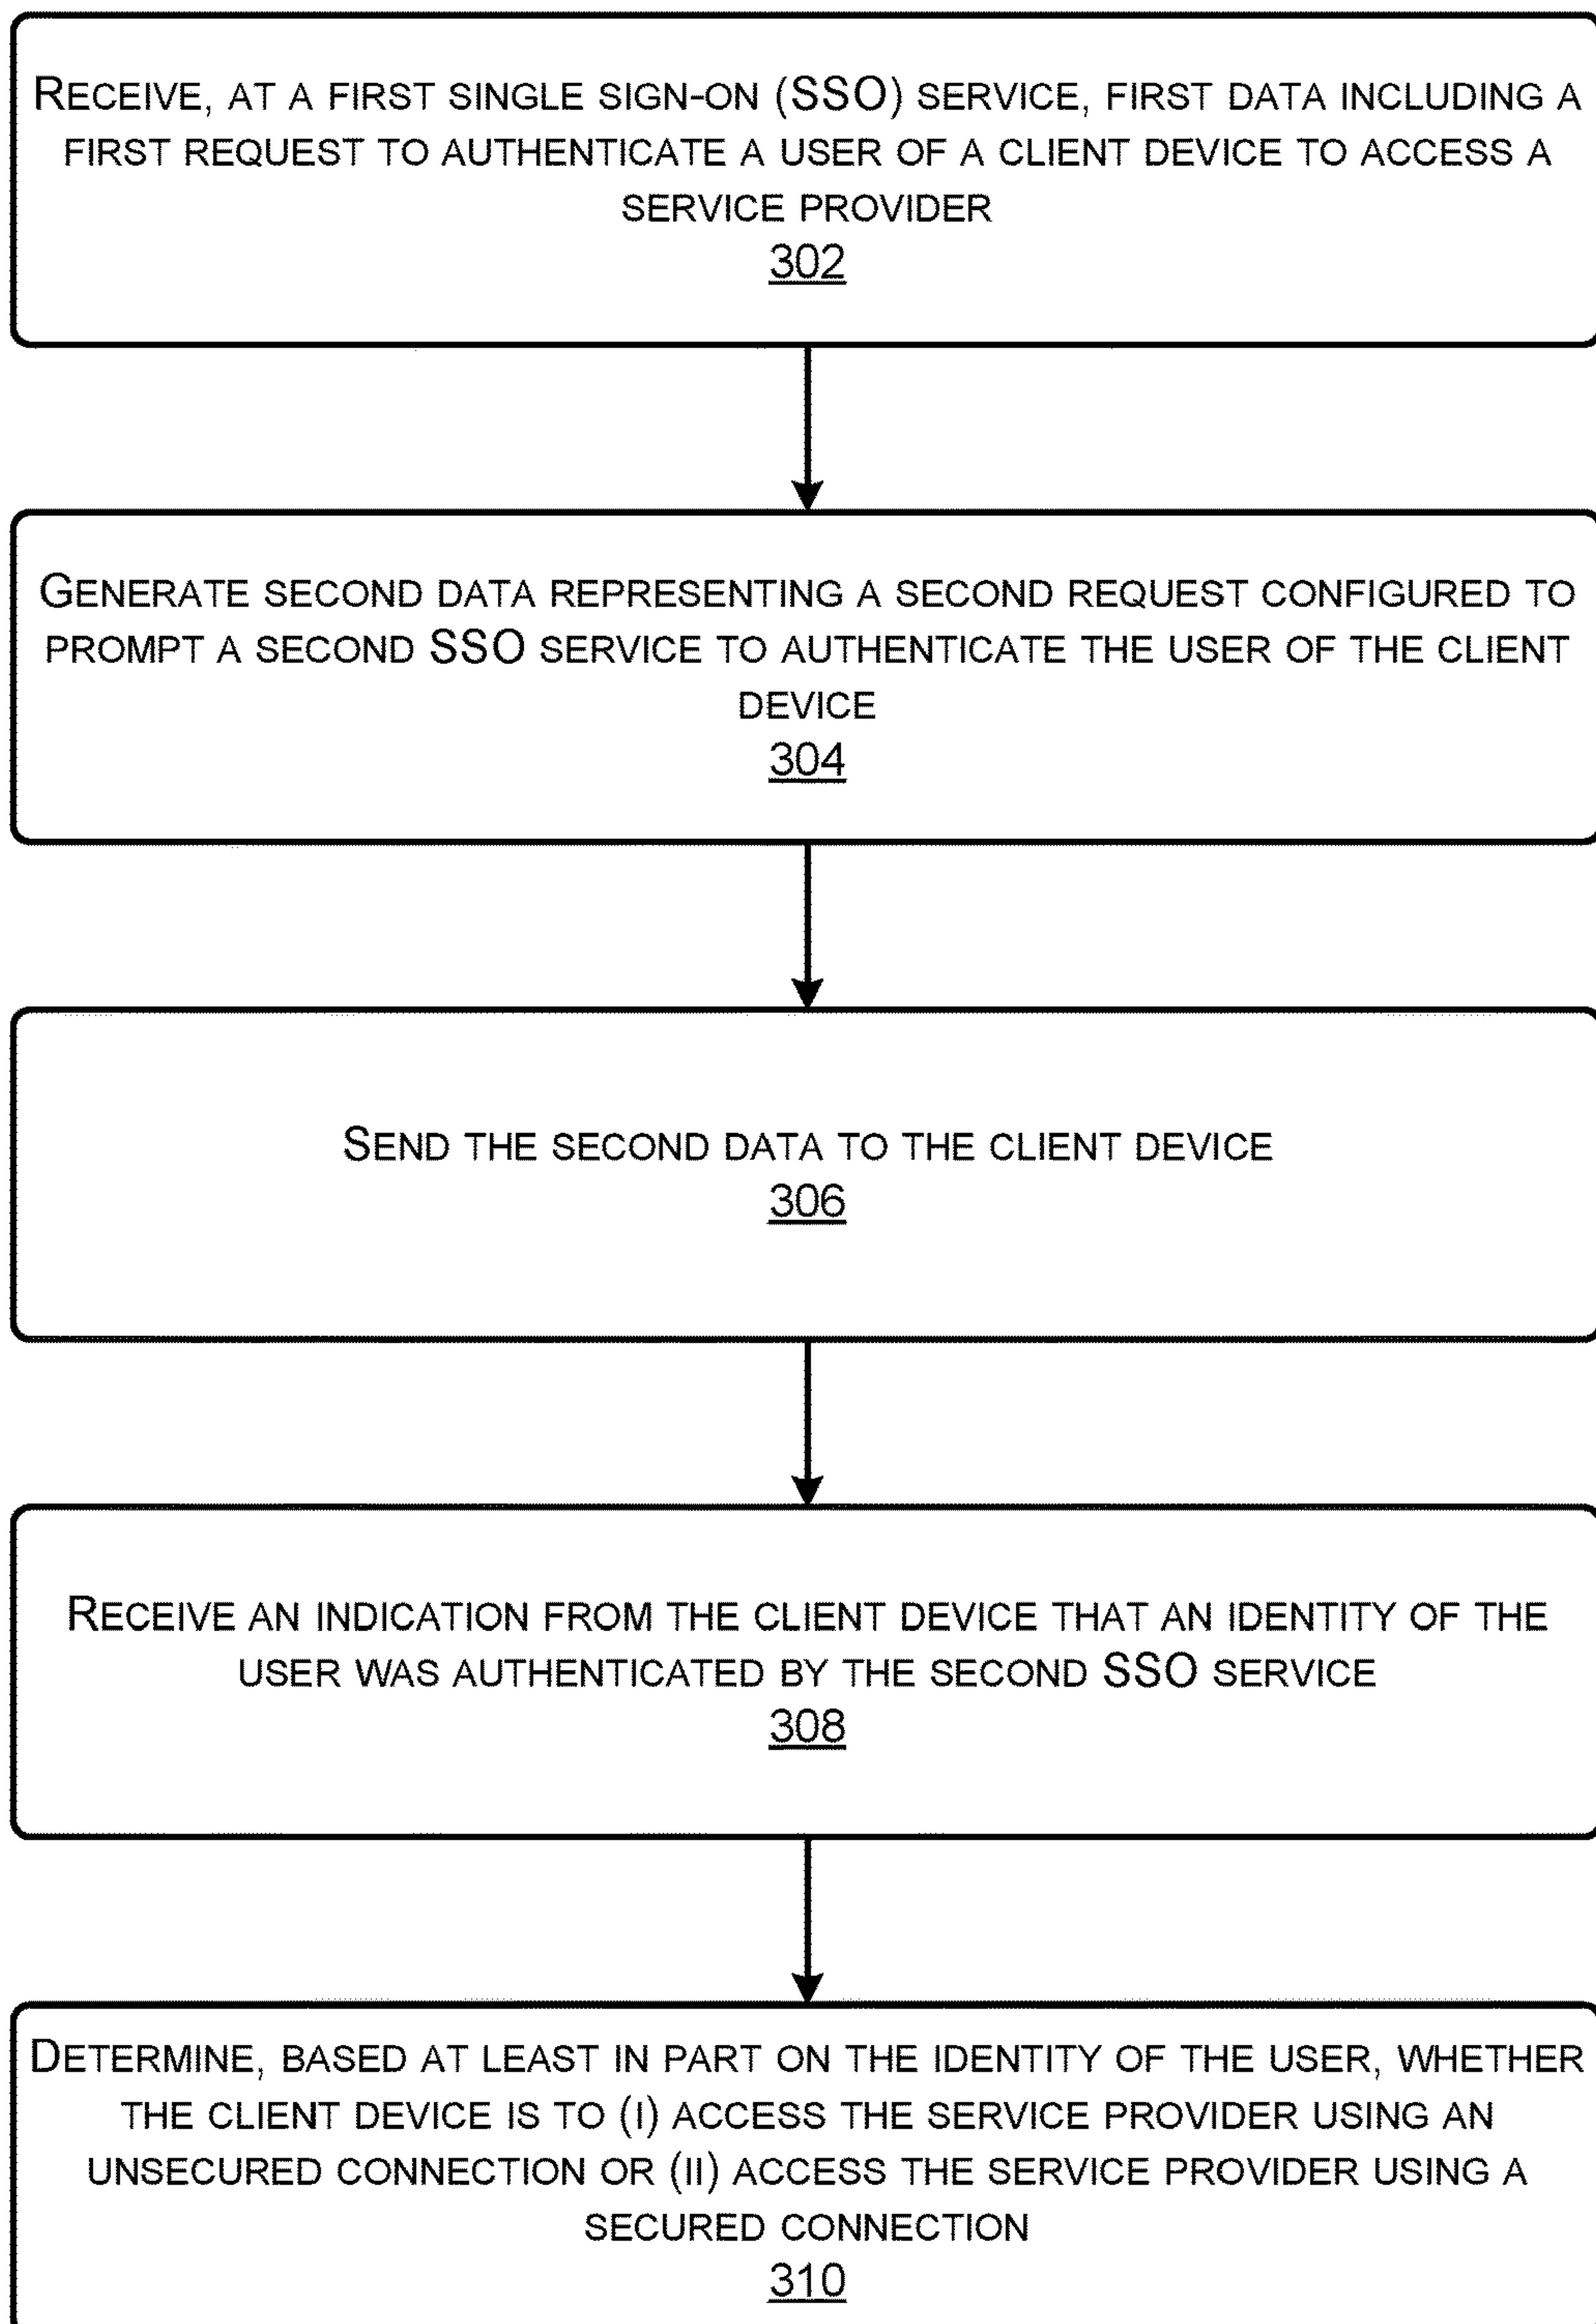 RECEIVE, AT A FIRST SINGLE SIGN-ON (SSO) SERVICE, FIRST DATA INCLUDING A
FIRST REQUEST TO AUTHENTICATE A USER OF A CLIENT DEVICE TO ACCESS A
SERVICE PROVIDER
302
GENERATE SECOND DATA REPRESENTING A SECOND REQUEST CONFIGURED TO
PROMPT A SECOND SSO SERVICE TO AUTHENTICATE THE USER OF THE CLIENT
DEVICE
304
SEND THE SECOND DATA TO THE CLIENT DEVICE
306
RECEIVE AN INDICATION FROM THE CLIENT DEVICE THAT AN IDENTITY OF THE
USER WAS AUTHENTICATED BY THE SECOND SSO SERVICE
308
DETERMINE, BASED AT LEAST IN PART ON THE IDENTITY OF THE USER, WHETHER
THE CLIENT DEVICE IS TO (I) ACCESS THE SERVICE PROVIDER USING AN
UNSECURED CONNECTION OR (II) ACCESS THE SERVICE PROVIDER USING A
SECURED CONNECTION
310